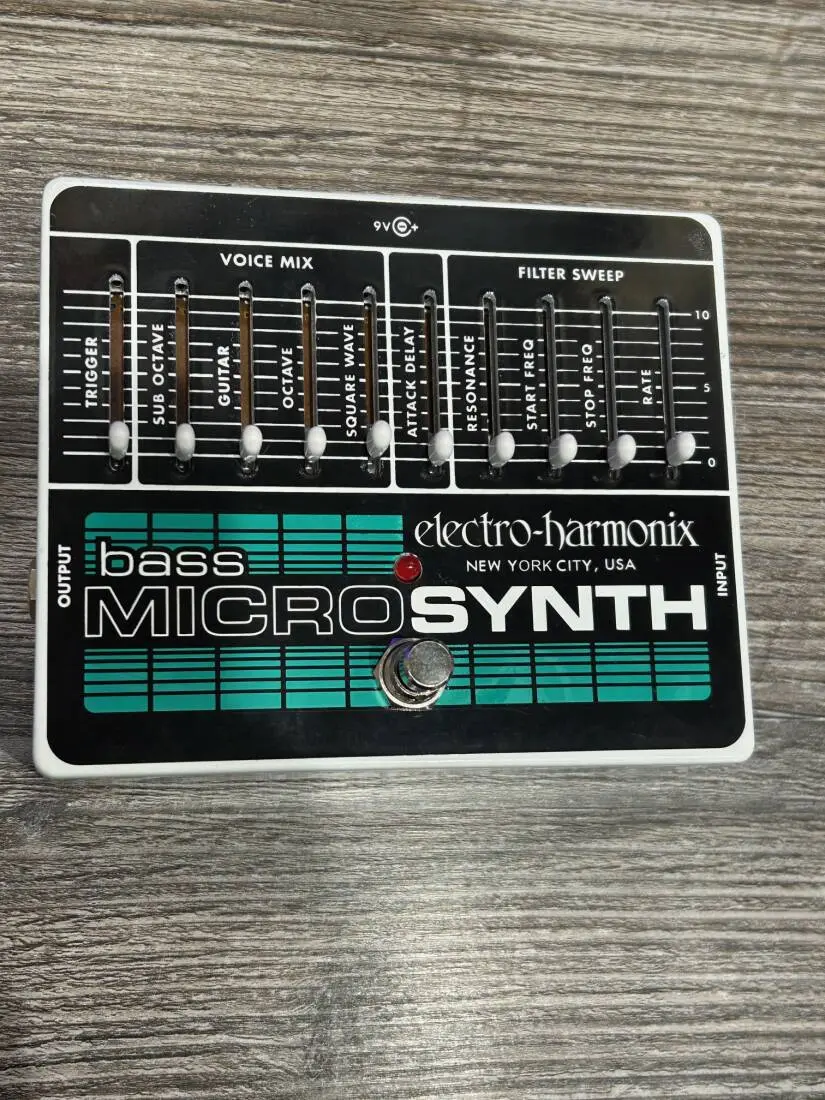 9V +
VOICE MIX
FILTER SWEEP
TRIGGER
SUB OCTAVE
GUITAR
OCTAVE
SQUARE WAVE
ATTACK DELAY
RESONANCE
START FREQ
STOP FREQ
RATE
10
5
0
OUTPUT
bass
MICROSYNTH
electro-harmonix
NEW YORK CITY, USA
INPUT